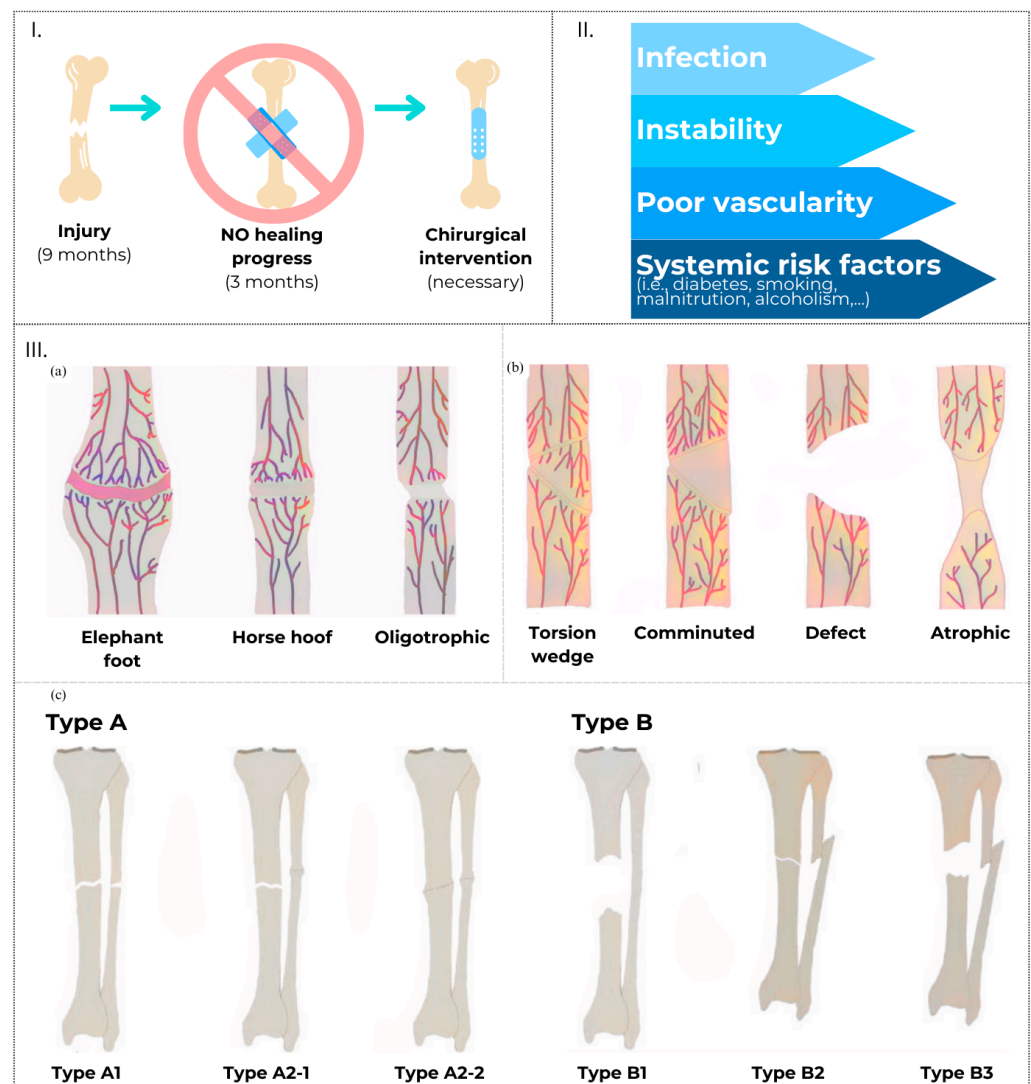 I.
Injury
(9 months)
NO healing
progress
(3 months)
Chirurgical
intervention
(necessary)
II.
Infection
Instability
Poor vascularity
Systemic risk factors
(i.e., diabetes, smoking,
malnitrution, alcoholism,...)
III.
(a)
Elephant
foot
Horse hoof
Oligotrophic
(b)
Torsion
wedge
Comminuted
Defect
Atrophic
(c)
Type A
Type B
Type A1
Type A2-1
Type A2-2
Type B1
Type B2
Type B3